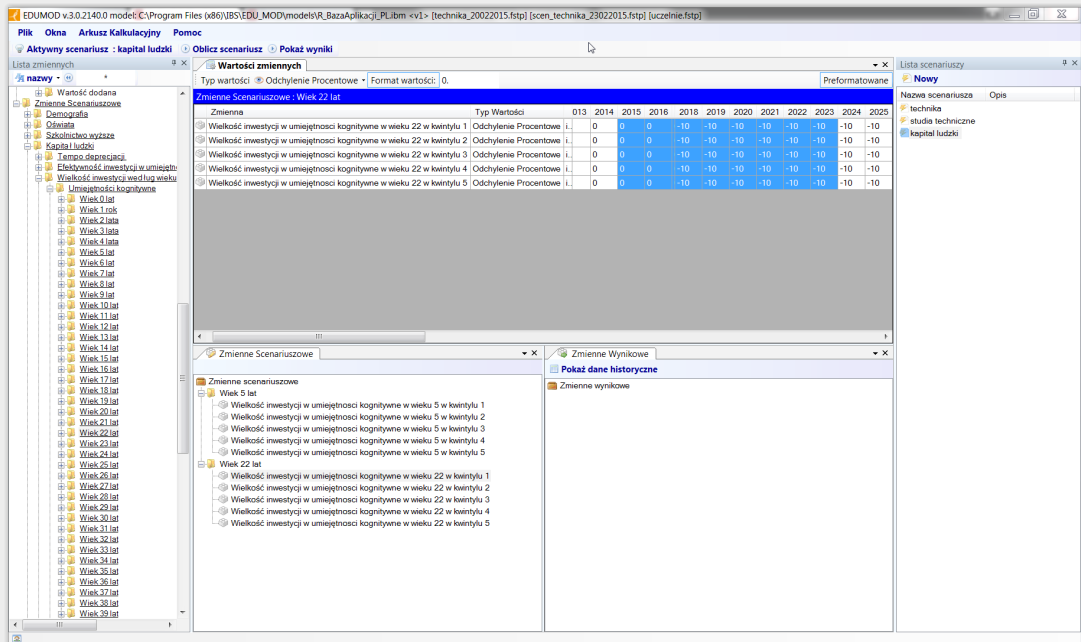 EDUMOD v.3.0.2140.0 model: C:\Program Files (x86)\IBS\EDU_MOD\models\R_BazaAplikacji_PL.ibm <v1> [technika_20022015.fstp] [scen_technika_23022015.fstp] [uczelnie.fstp]
Plik Okna Arkusz Kalkulacyjny Pomoc
Aktywny scenariusz : kapital ludzki Oblicz scenariusz Pokaż wyniki
Lista zmiennych
nazwy *
Wartość dodana
Zmienne Scenariuszowe
Demografia
Oświata
Szkolnictwo wyższe
Kapitał ludzki
Tempo deprecjacji
Efektywność inwestycji w umiejętn
Wielkość inwestycji według wieku
Umiejętności kognitywne
Wiek 0 lat
Wiek 1 rok
Wiek 2 lata
Wiek 3 lata
Wiek 4 lata
Wiek 5 lat
Wiek 6 lat
Wiek 7 lat
Wiek 8 lat
Wiek 9 lat
Wiek 10 lat
Wiek 11 lat
Wiek 12 lat
Wiek 13 lat
Wiek 14 lat
Wiek 15 lat
Wiek 16 lat
Wiek 17 lat
Wiek 18 lat
Wiek 19 lat
Wiek 20 lat
Wiek 21 lat
Wiek 22 lat
Wiek 23 lat
Wiek 24 lat
Wiek 25 lat
Wiek 26 lat
Wiek 27 lat
Wiek 28 lat
Wiek 29 lat
Wiek 30 lat
Wiek 31 lat
Wiek 32 lat
Wiek 33 lat
Wiek 34 lat
Wiek 35 lat
Wiek 36 lat
Wiek 37 lat
Wiek 38 lat
Wiek 39 lat
Wartości zmiennych
Typ wartości Odchylenie Procentowe Format wartości: 0. Preformatowane
Zmienne Scenariuszowe : Wiek 22 lat
Zmienna Typ Wartości 013 2014 2015 2016 2018 2019 2020 2022 2023 2024 2025
Wielkość inwestycji w umiejętnosci kognitywne w wieku 22 w kwintylu 1 Odchylenie Procentowe i.. 0 0 0 -10 -10 -10 -10 -10 -10 -10
Wielkość inwestycji w umiejętnosci kognitywne w wieku 22 w kwintylu 2 Odchylenie Procentowe i.. 0 0 0 -10 -10 -10 -10 -10 -10 -10
Wielkość inwestycji w umiejętnosci kognitywne w wieku 22 w kwintylu 3 Odchylenie Procentowe i.. 0 0 0 -10 -10 -10 -10 -10 -10 -10
Wielkość inwestycji w umiejętnosci kognitywne w wieku 22 w kwintylu 4 Odchylenie Procentowe i.. 0 0 0 -10 -10 -10 -10 -10 -10 -10
Wielkość inwestycji w umiejętnosci kognitywne w wieku 22 w kwintylu 5 Odchylenie Procentowe i.. 0 0 0 -10 -10 -10 -10 -10 -10 -10
Zmienne Scenariuszowe
Zmienne scenariuszowe
Wiek 5 lat
Wielkość inwestycji w umiejętnosci kognitywne w wieku 5 w kwintylu 1
Wielkość inwestycji w umiejętnosci kognitywne w wieku 5 w kwintylu 2
Wielkość inwestycji w umiejętnosci kognitywne w wieku 5 w kwintylu 3
Wielkość inwestycji w umiejętnosci kognitywne w wieku 5 w kwintylu 4
Wielkość inwestycji w umiejętnosci kognitywne w wieku 5 w kwintylu 5
Wiek 22 lat
Wielkość inwestycji w umiejętnosci kognitywne w wieku 22 w kwintylu 1
Wielkość inwestycji w umiejętnosci kognitywne w wieku 22 w kwintylu 2
Wielkość inwestycji w umiejętnosci kognitywne w wieku 22 w kwintylu 3
Wielkość inwestycji w umiejętnosci kognitywne w wieku 22 w kwintylu 4
Wielkość inwestycji w umiejętnosci kognitywne w wieku 22 w kwintylu 5
Zmienne Wynikowe
Pokaż dane historyczne
Zmienne wynikowe
Lista scenariuszy
Nowy
Nazwa scenariusza Opis
technika
studia techniczne
kapital ludzki